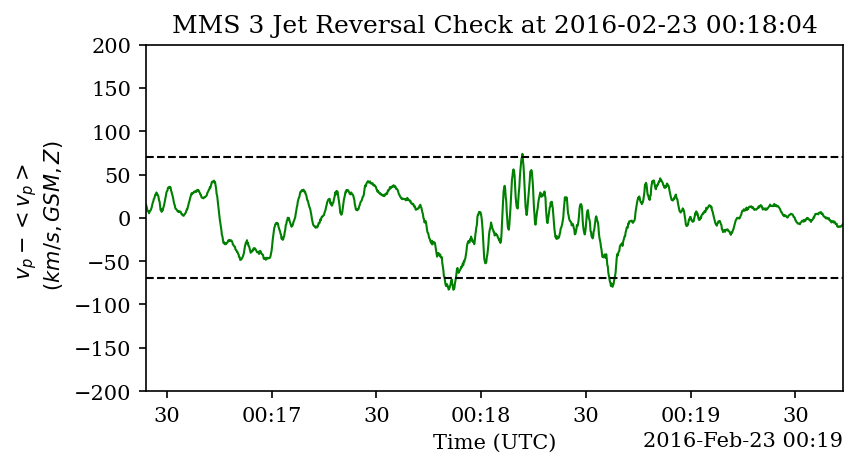 MMS 3 Jet Reversal Check at 2016-02-23 00:18:04
v_p − < v_p >
(km/s, GSM, Z)
200
150
100
50
0
−50
−100
−150
−200
30 00:17 30 00:18 30 00:19 30
Time (UTC) 2016-Feb-23 00:19